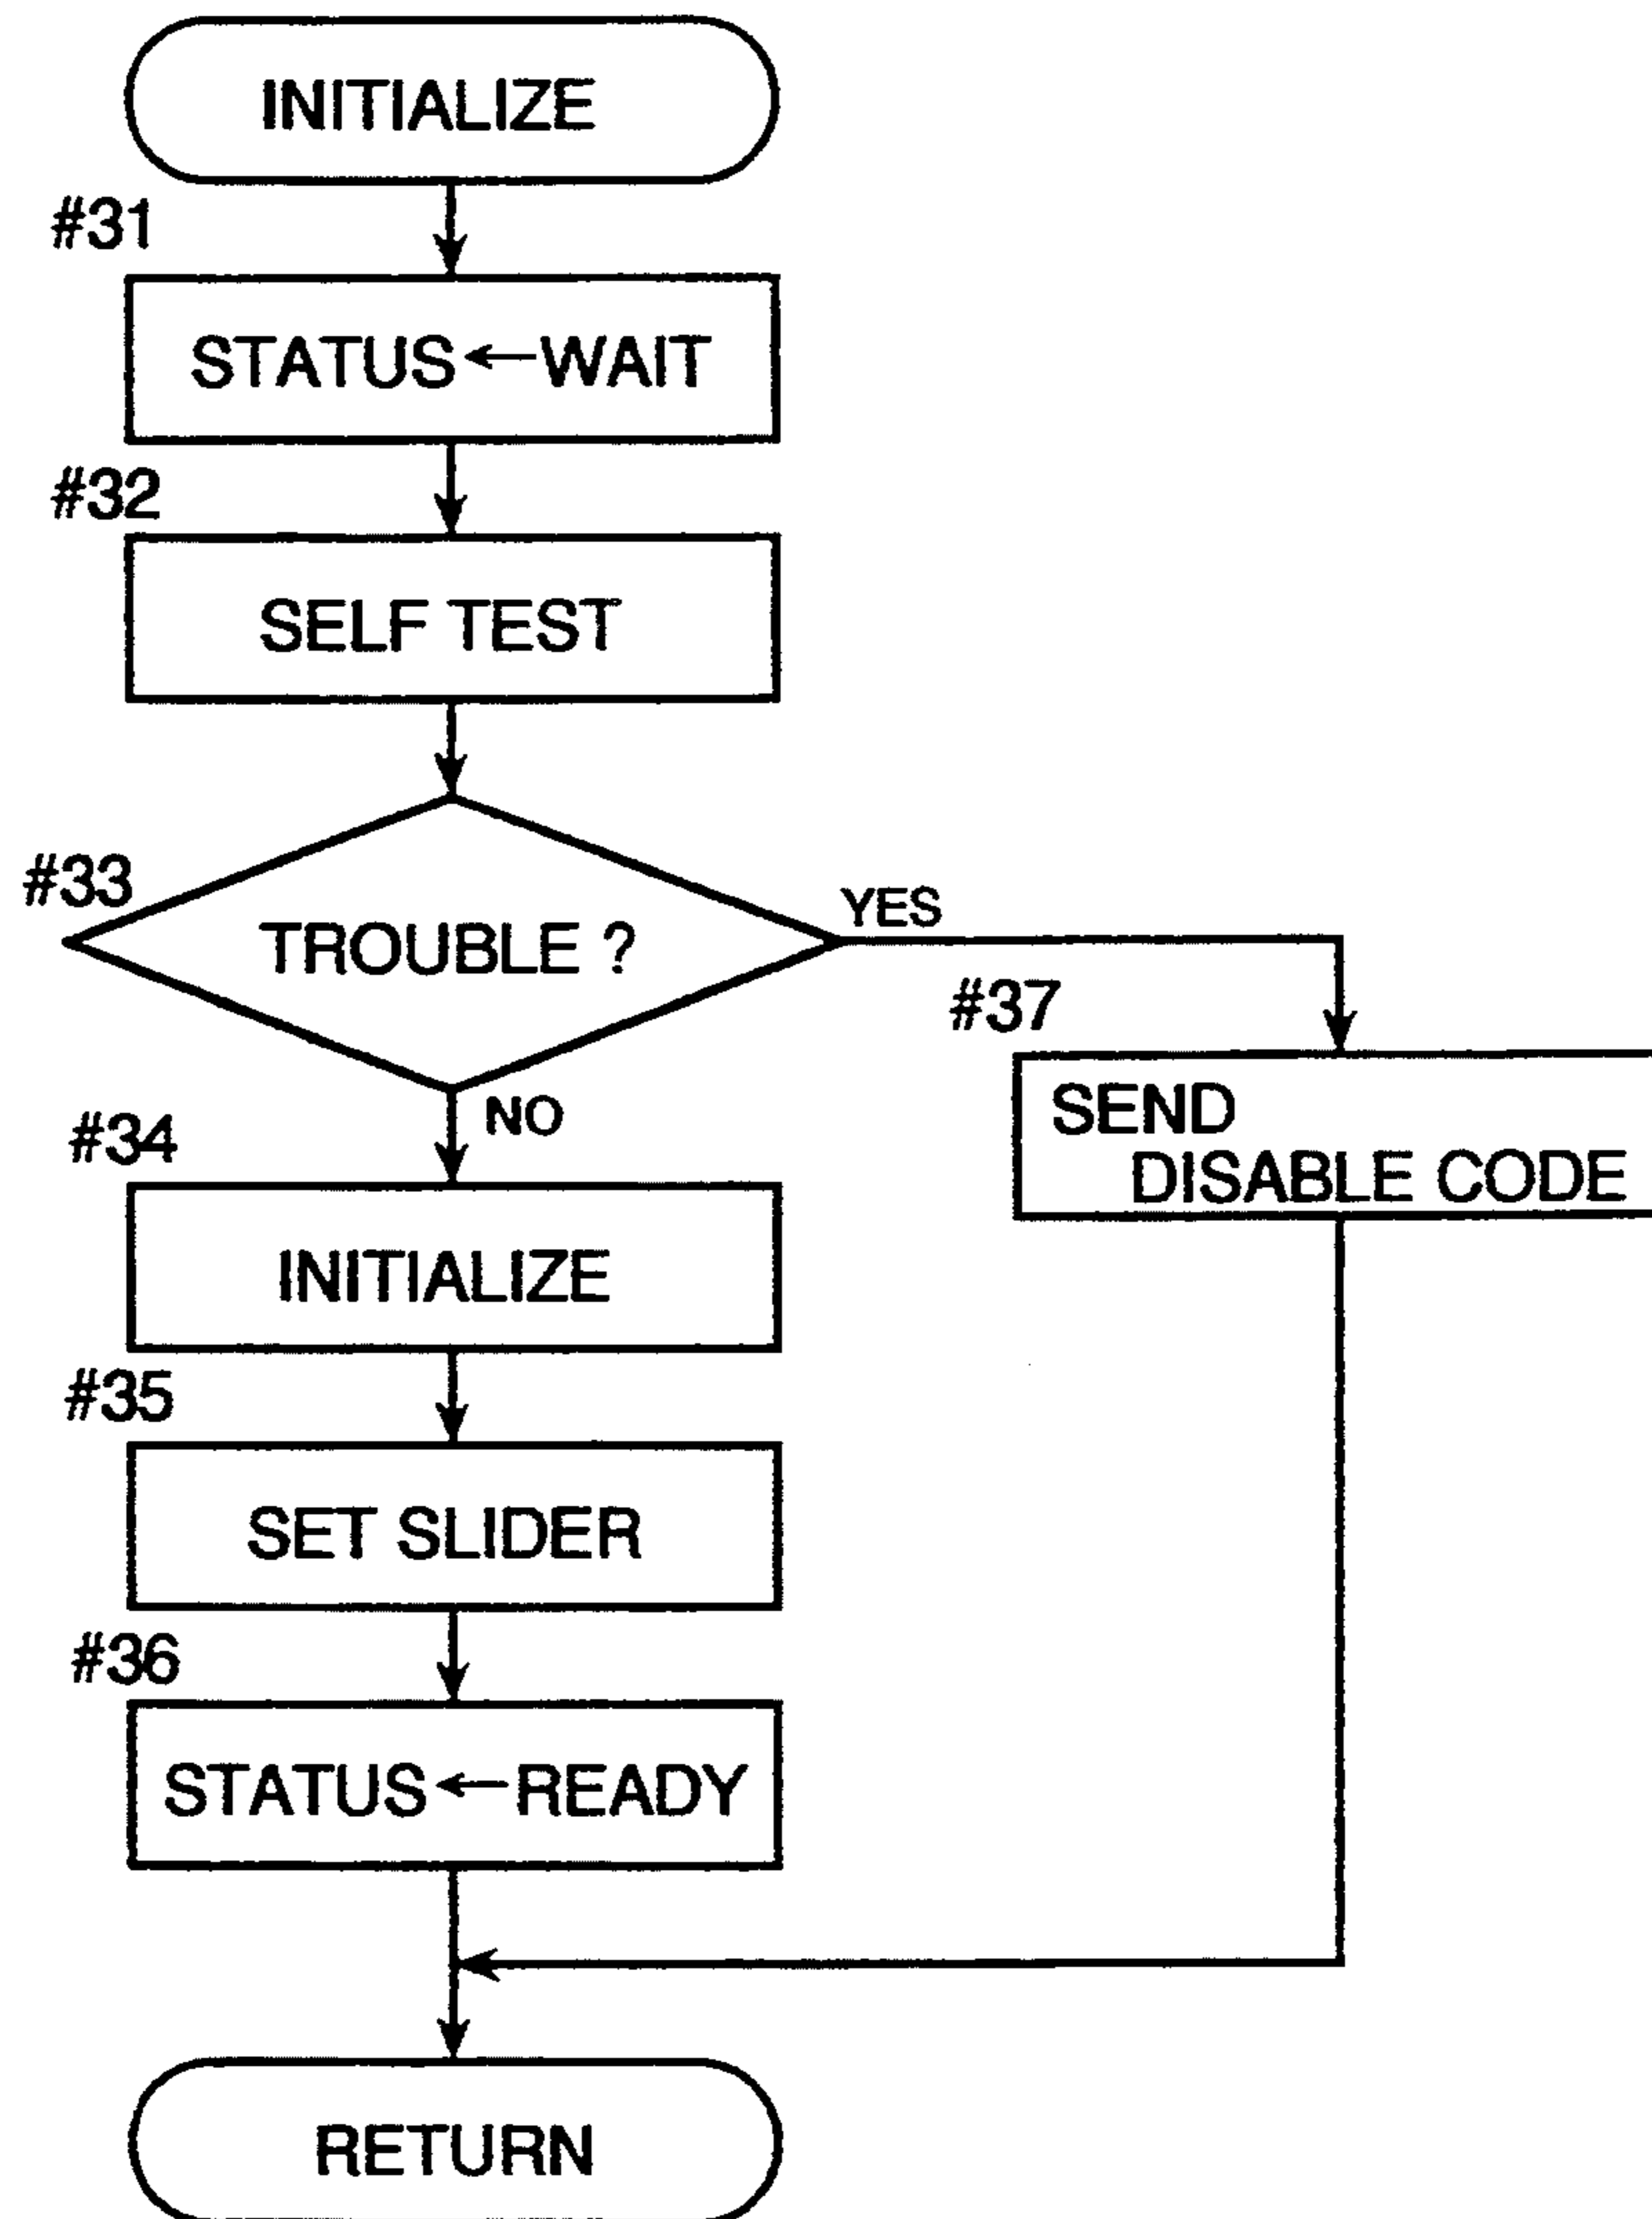 INITIALIZE
#31
STATUS←WAIT
#32
SELF TEST
#33
TROUBLE ?
YES
#37
SEND
DISABLE CODE
NO
#34
INITIALIZE
#35
SET SLIDER
#36
STATUS←READY
RETURN